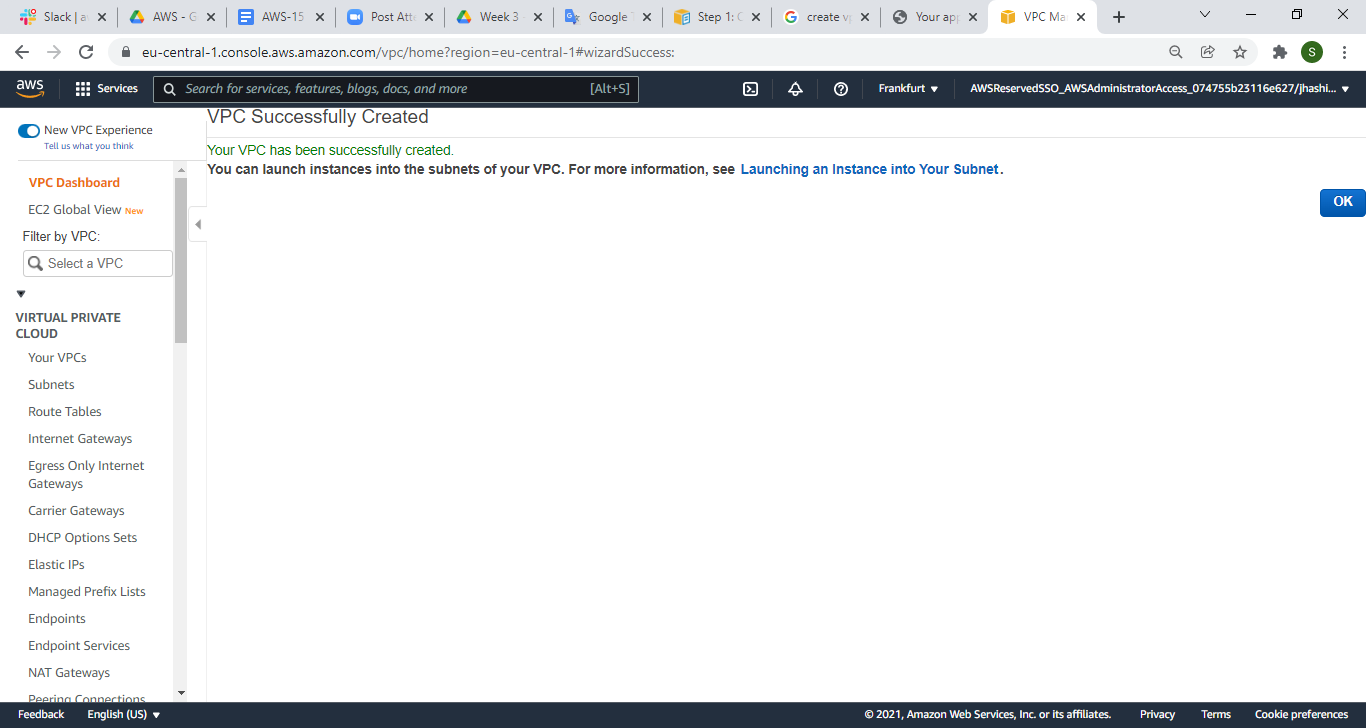 Slack | a
AWS - G
AWS-15
Post Atte
Week 3 -
Google T
Step 1: C
create vp
Your app
VPC Ma
eu-central-1.console.aws.amazon.com/vpc/home?region=eu-central-1#wizardSuccess:
S
aws
Services
Search for services, features, blogs, docs, and more
[Alt+S]
Frankfurt ▼
AWSReservedSSO_AWSAdministratorAccess_074755b23116e627/jhashi... ▼
New VPC Experience
Tell us what you think
VPC Dashboard
EC2 Global View New
Filter by VPC:
Select a VPC
VIRTUAL PRIVATE
CLOUD
Your VPCs
Subnets
Route Tables
Internet Gateways
Egress Only Internet
Gateways
Carrier Gateways
DHCP Options Sets
Elastic IPs
Managed Prefix Lists
Endpoints
Endpoint Services
NAT Gateways
Peering Connections
VPC Successfully Created
Your VPC has been successfully created.
You can launch instances into the subnets of your VPC. For more information, see Launching an Instance into Your Subnet.
OK
Feedback
English (US) ▼
© 2021, Amazon Web Services, Inc. or its affiliates.
Privacy
Terms
Cookie preferences